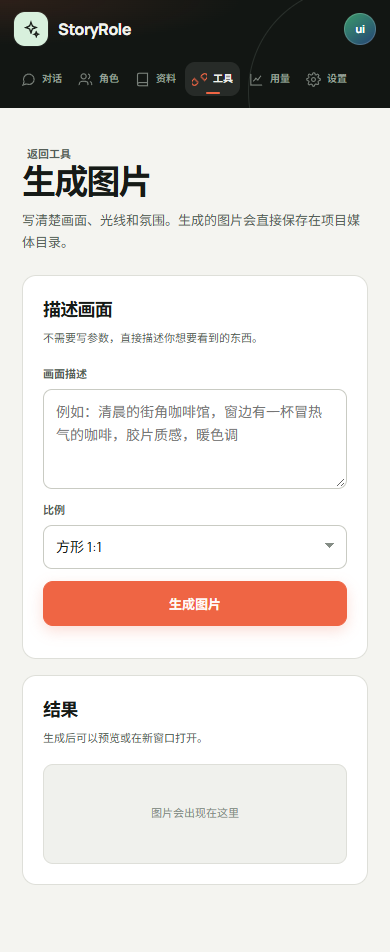 StoryRole
ui
对话
角色
资料
工具
用量
设置
返回工具
生成图片
写清楚画面、光线和氛围。生成的图片会直接保存在项目媒
体目录。
描述画面
不需要写参数，直接描述你想要看到的东西。
画面描述
例如：清晨的街角咖啡馆，窗边有一杯冒热
气的咖啡，胶片质感，暖色调
比例
方形 1:1
生成图片
结果
生成后可以预览或在新窗口打开。
图片会出现在这里